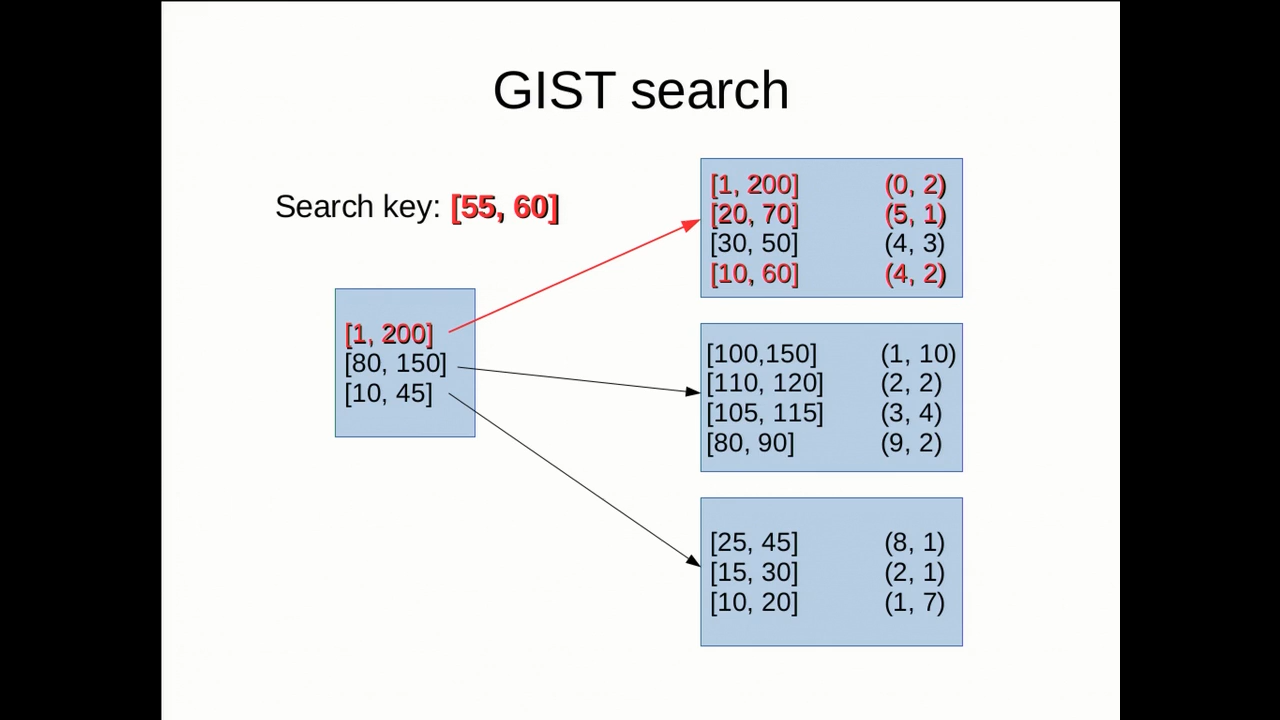 GIST search
Search key: [55, 60]
[1, 200]
[80, 150]
[10, 45]
[1, 200] (0, 2)
[20, 70] (5, 1)
[30, 50] (4, 3)
[10, 60] (4, 2)
[100,150] (1, 10)
[110, 120] (2, 2)
[105, 115] (3, 4)
[80, 90] (9, 2)
[25, 45] (8, 1)
[15, 30] (2, 1)
[10, 20] (1, 7)